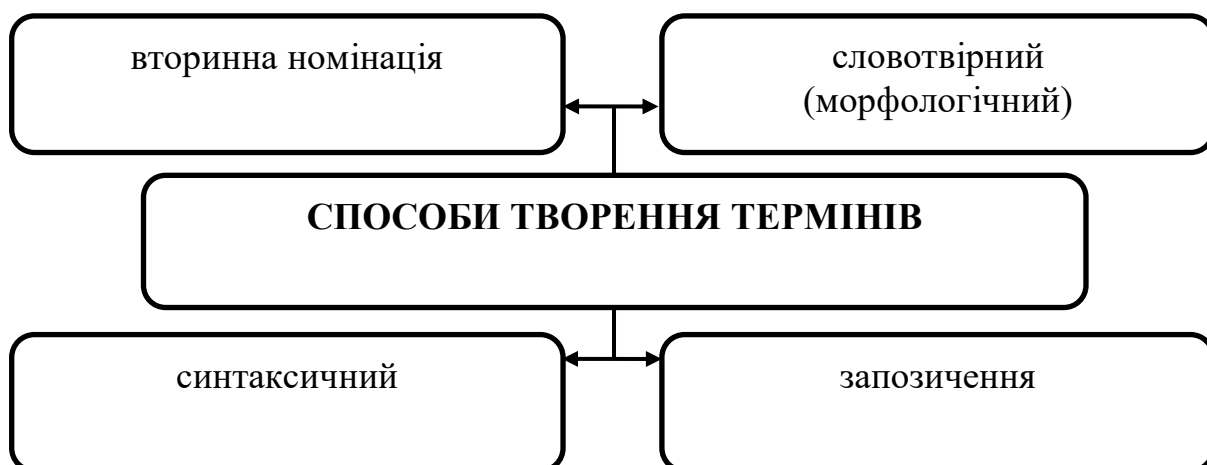 вторинна номінація
словотвірний
(морфологічний)
СПОСОБИ ТВОРЕННЯ ТЕРМІНІВ
синтаксичний
запозичення